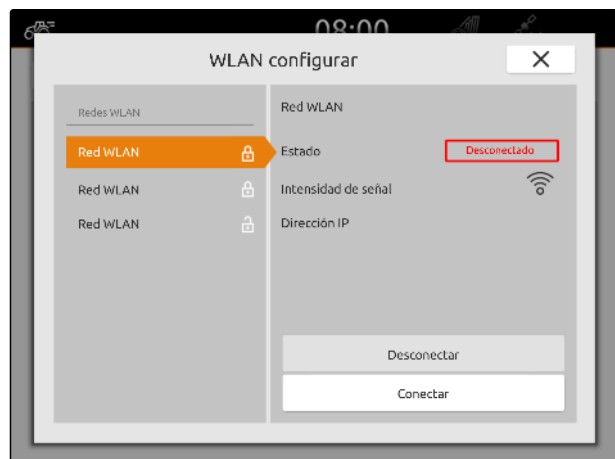 08:00
WLAN configurar
Redes WLAN
Red WLAN
Red WLAN
Red WLAN
Red WLAN
Estado
Desconectado
Intensidad de señal
Dirección IP
Desconectar
Conectar